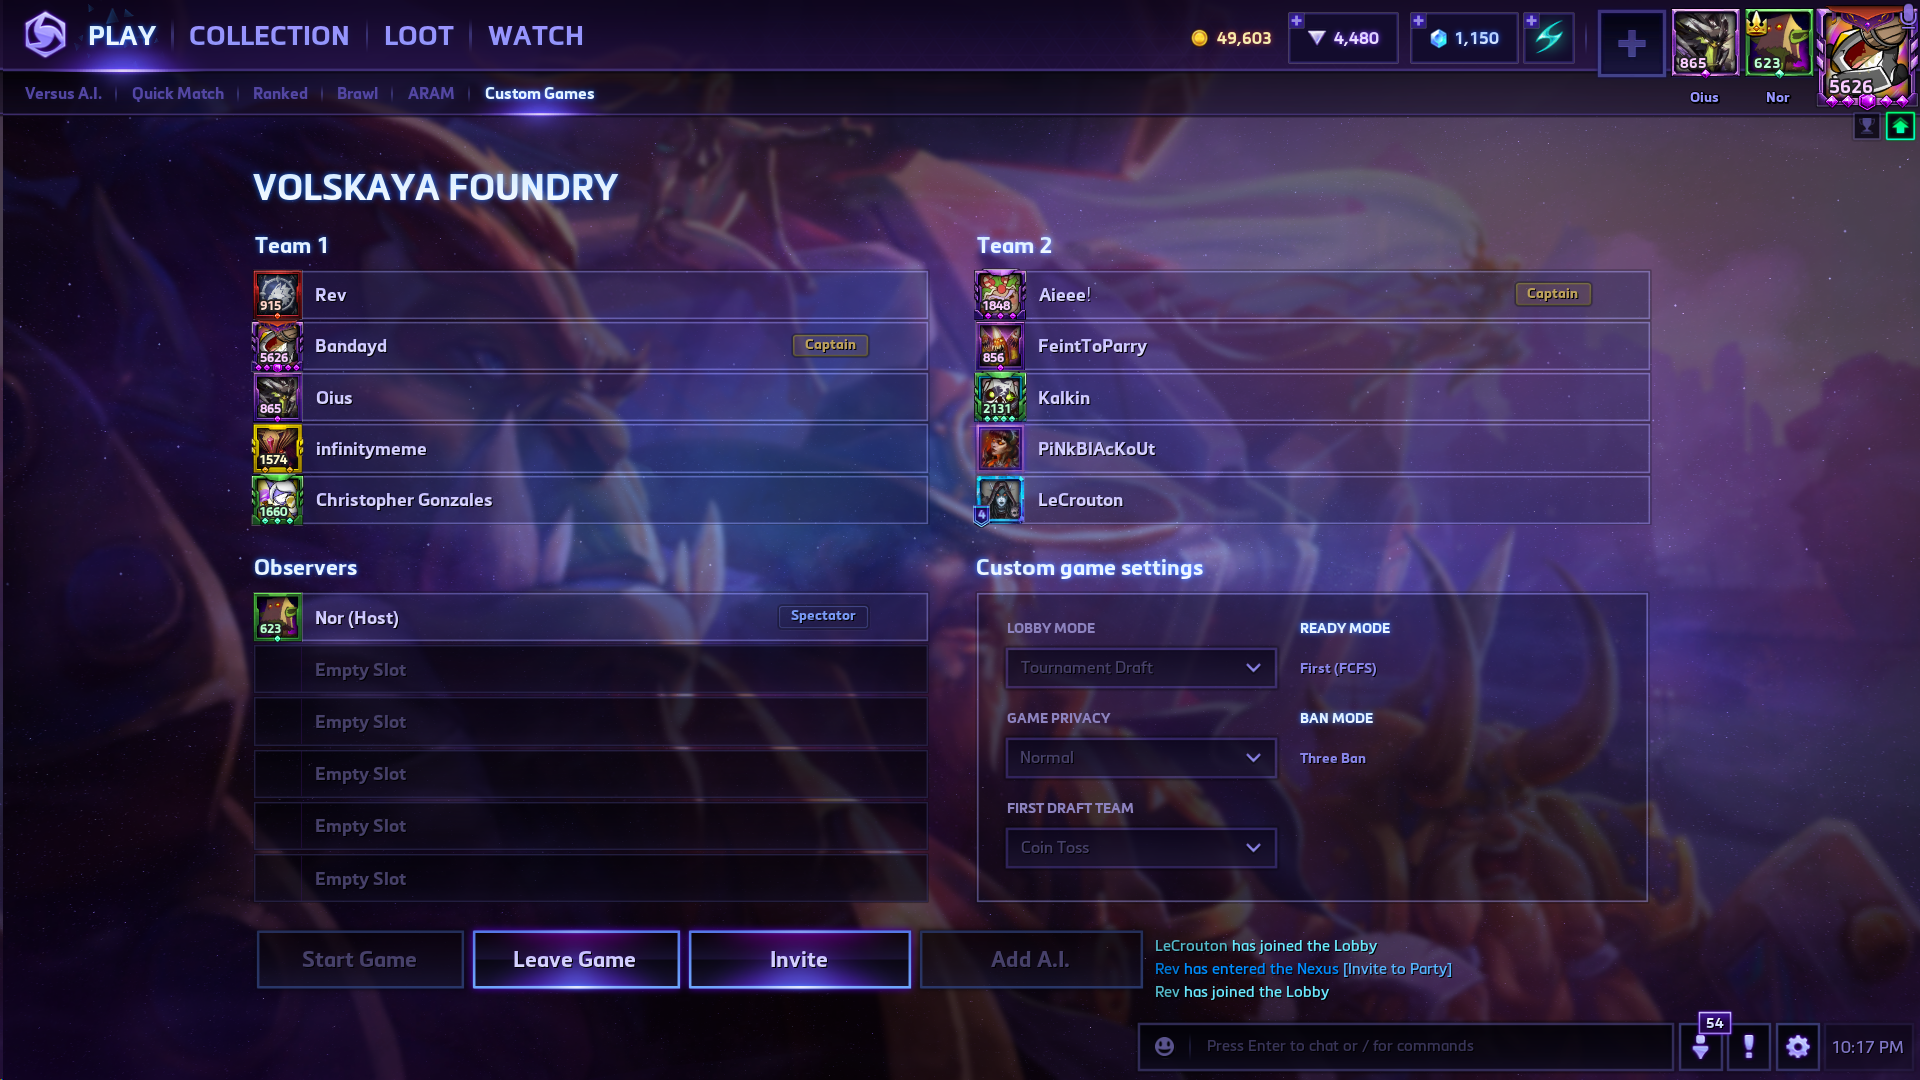 PLAY COLLECTION LOOT WATCH
49,603 4,480 1,150
865 623 5626
Oius Nor
Versus A.I. Quick Match Ranked Brawl ARAM Custom Games
VOLSKAYA FOUNDRY
Team 1
915 Rev
5626 Bandayd Captain
865 Oius
1574 infinitymeme
1660 Christopher Gonzales
Team 2
1848 Aieee! Captain
856 FeintToParry
2131 Kalkin
PiNkBlAcKoUt
4 LeCrouton
Observers
623 Nor (Host) Spectator
Empty Slot
Empty Slot
Empty Slot
Empty Slot
Empty Slot
Custom game settings
LOBBY MODE READY MODE
Tournament Draft First (FCFS)
GAME PRIVACY BAN MODE
Normal Three Ban
FIRST DRAFT TEAM
Coin Toss
Start Game Leave Game Invite Add A.I.
LeCrouton has joined the Lobby
Rev has entered the Nexus [Invite to Party]
Rev has joined the Lobby
Press Enter to chat or / for commands
54
10:17 PM